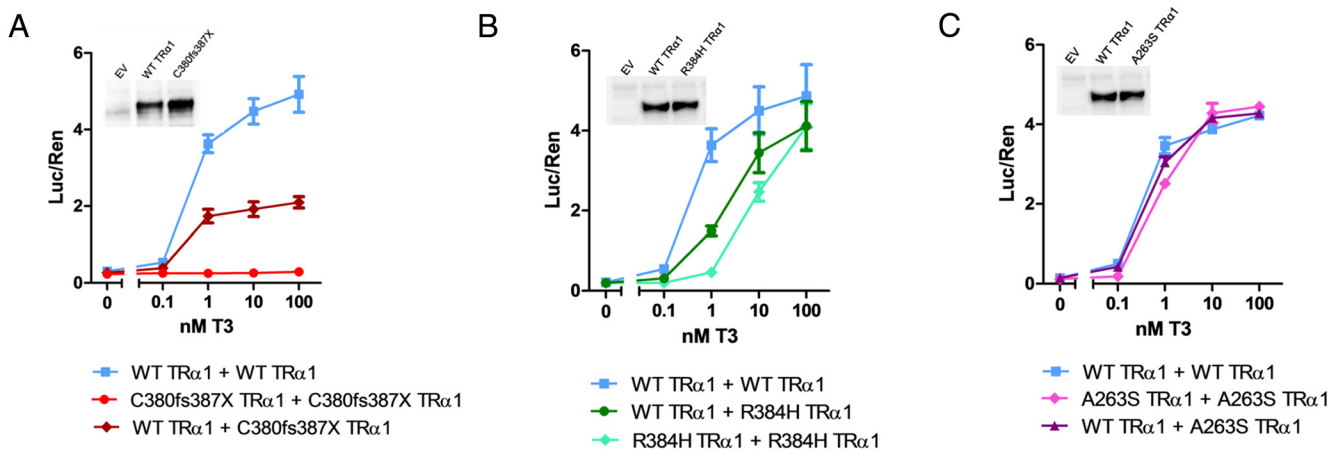 A
EV
WT TRα1
C380fs387X
6
4
2
0
Luc/Ren
0
0.1
1
10
100
nM T3
WT TRα1 + WT TRα1
C380fs387X TRα1 + C380fs387X TRα1
WT TRα1 + C380fs387X TRα1
B
EV
WT TRα1
R384H TRα1
6
4
2
0
Luc/Ren
0
0.1
1
10
100
nM T3
WT TRα1 + WT TRα1
WT TRα1 + R384H TRα1
R384H TRα1 + R384H TRα1
C
EV
WT TRα1
A263S TRα1
6
4
2
0
Luc/Ren
0
0.1
1
10
100
nM T3
WT TRα1 + WT TRα1
A263S TRα1 + A263S TRα1
WT TRα1 + A263S TRα1